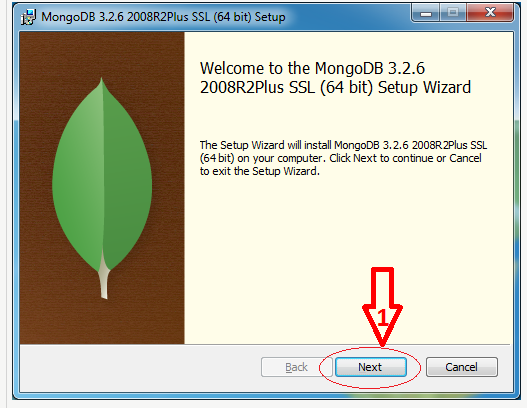 MongoDB 3.2.6 2008R2Plus SSL (64 bit) Setup
Welcome to the MongoDB 3.2.6
2008R2Plus SSL (64 bit) Setup Wizard
The Setup Wizard will install MongoDB 3.2.6 2008R2Plus SSL
(64 bit) on your computer. Click Next to continue or Cancel
to exit the Setup Wizard.
1
Back Next Cancel